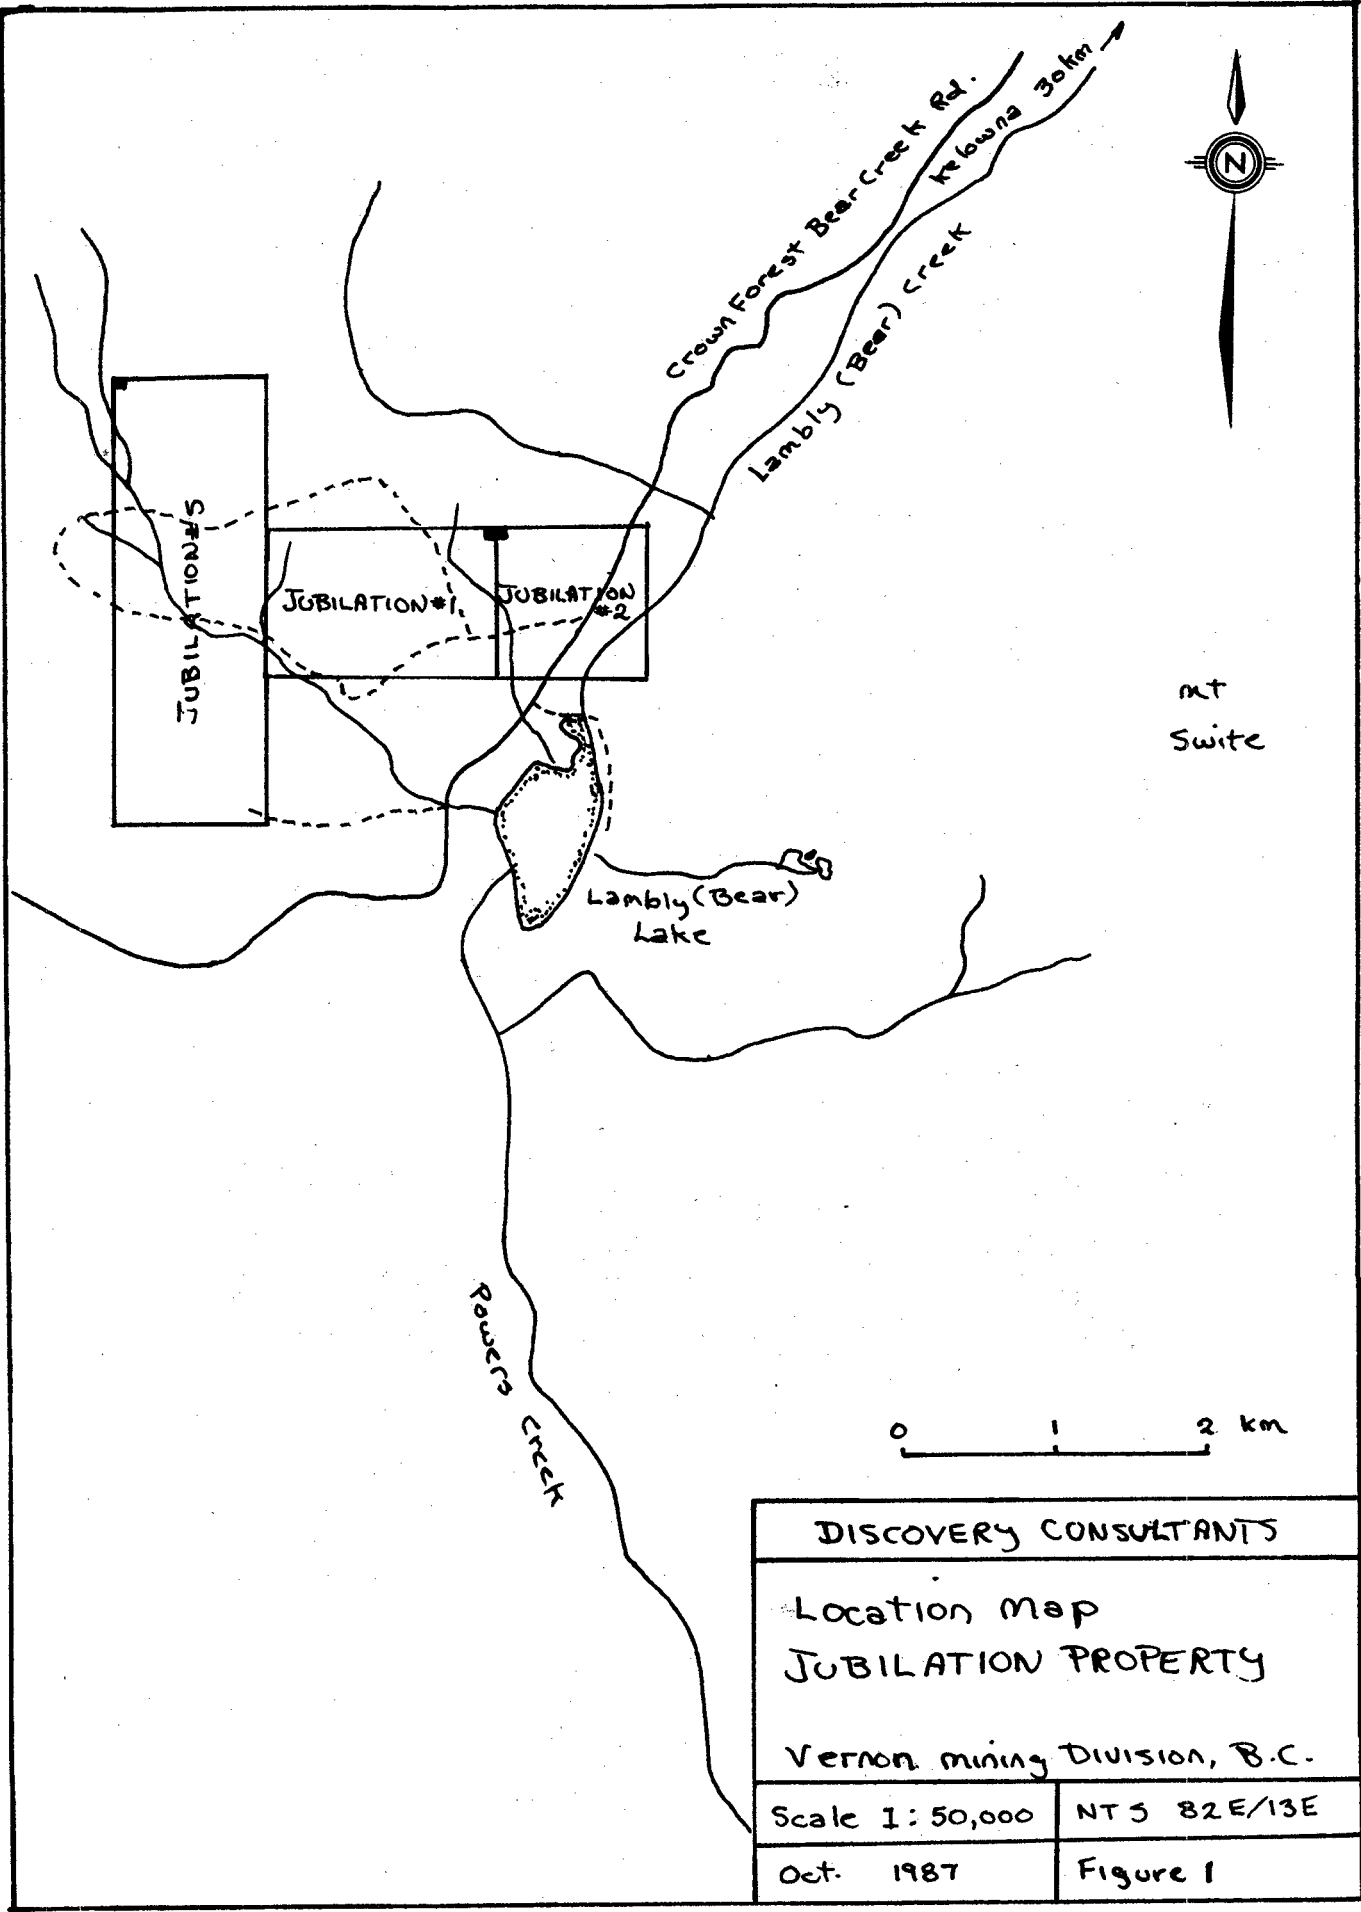 Crown Forest Bear Creek Rd.
Kelowna 30km
N
Lambly (Bear) Creek
JUBILATION#5
JUBILATION#1
JUBILATION
#2
mt
Swite
Lambly (Bear)
Lake
Powers Creek
0 1 2 km
DISCOVERY CONSULTANTS
Location Map
JUBILATION PROPERTY
Vernon mining Division, B.C.
Scale 1:50,000
NTS 82E/13E
Oct. 1987
Figure 1